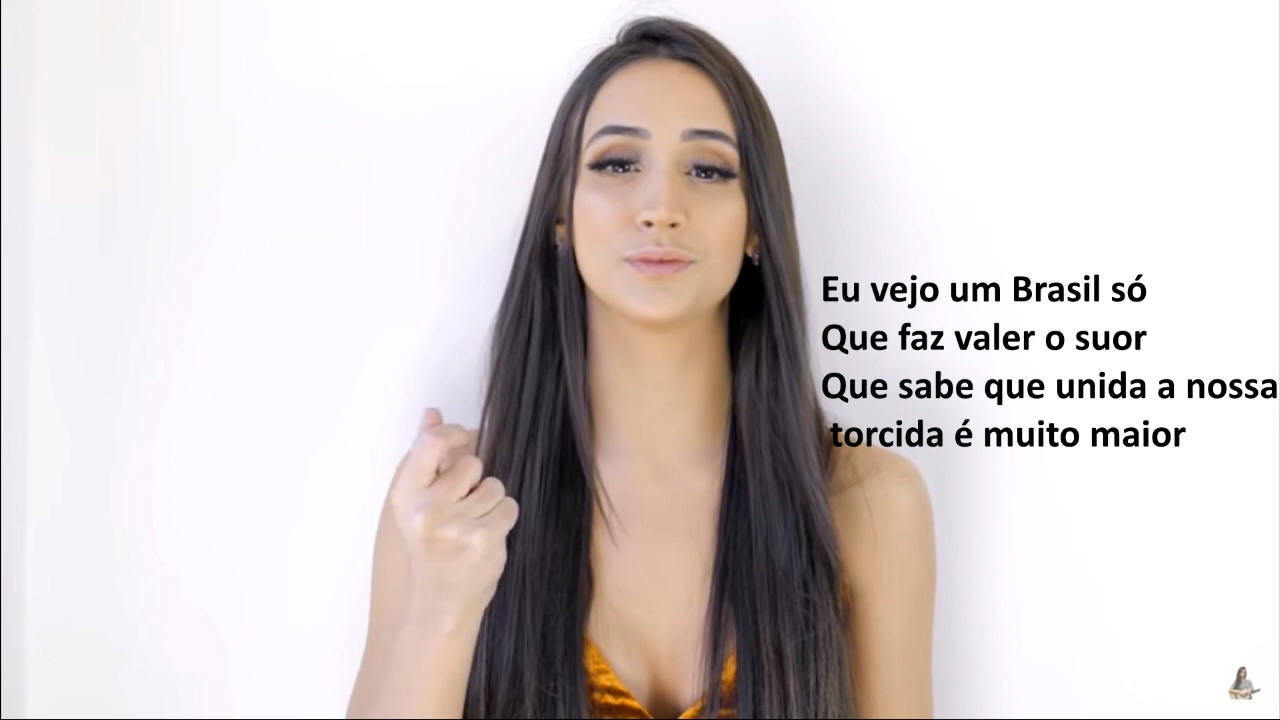 Eu vejo um Brasil só
Que faz valer o suor
Que sabe que unida a nossa
torcida é muito maior